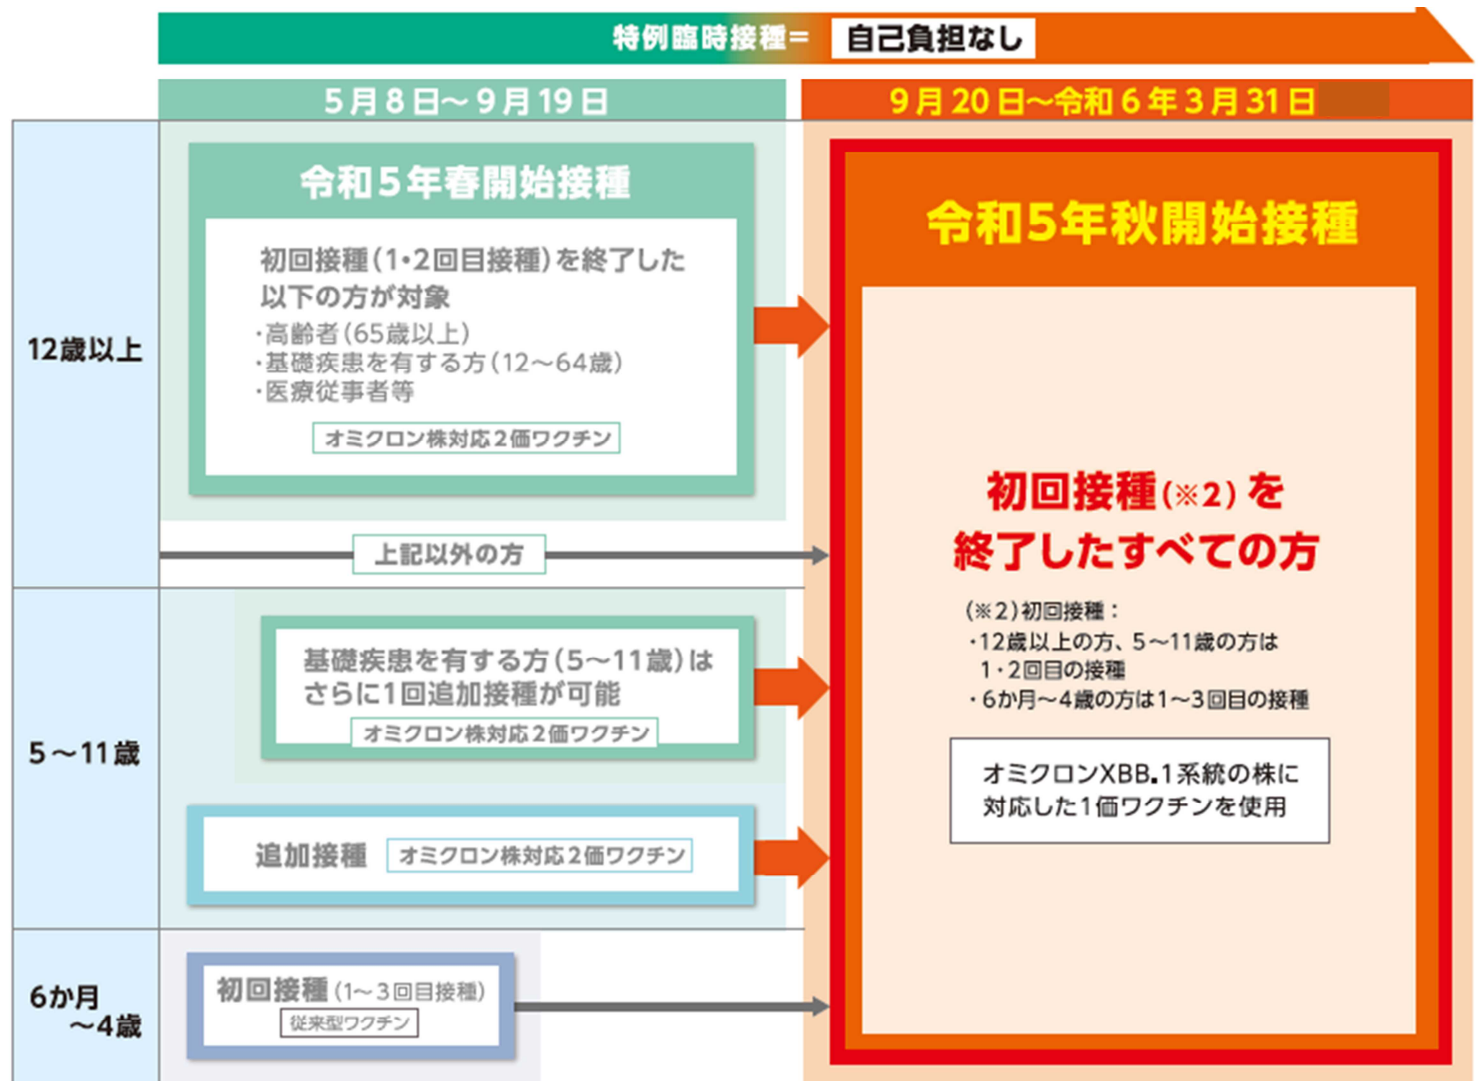 特例臨時接種= 自己負担なし
5月8日～9月19日
9月20日～令和6年3月31日
12歳以上
令和5年春開始接種
初回接種(1・2回目接種)を終了した
以下の方が対象
・高齢者(65歳以上)
・基礎疾患を有する方(12～64歳)
・医療従事者等
オミクロン株対応2価ワクチン
上記以外の方
5～11歳
基礎疾患を有する方(5～11歳)は
さらに1回追加接種が可能
オミクロン株対応2価ワクチン
追加接種 オミクロン株対応2価ワクチン
6か月
～4歳
初回接種(1～3回目接種)
従来型ワクチン
令和5年秋開始接種
初回接種(※2)を
終了したすべての方
(※2)初回接種：
・12歳以上の方、5～11歳の方は
1・2回目の接種
・6か月～4歳の方は1～3回目の接種
オミクロンXBB.1系統の株に
対応した1価ワクチンを使用